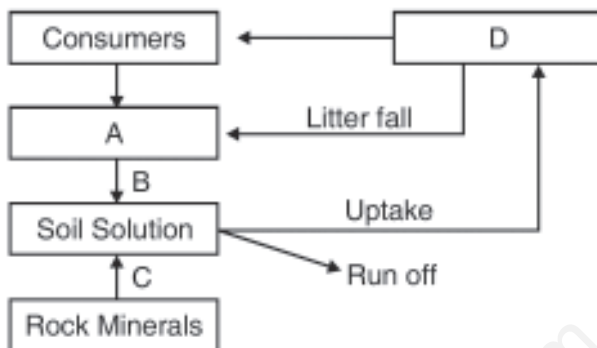 Consumers
D
Litter fall
A
B
Soil Solution
Uptake
Run off
C
Rock Minerals